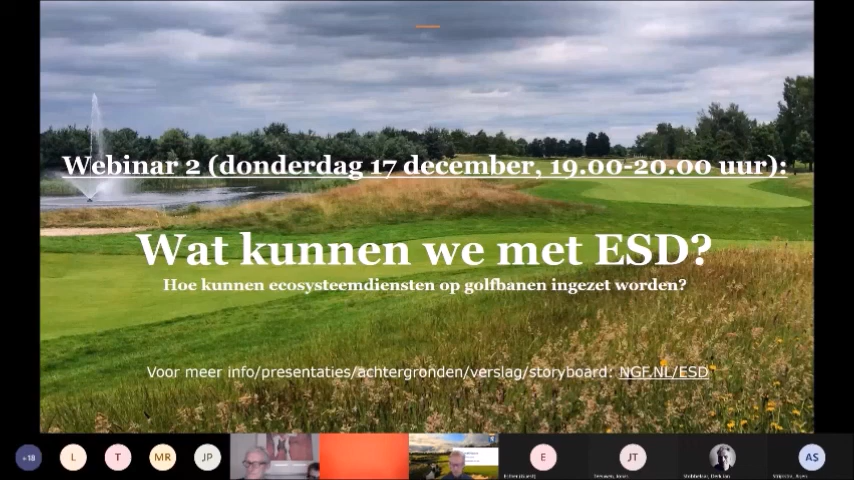 Webinar 2 (donderdag 17 december, 19.00-20.00 uur):
Wat kunnen we met ESD?
Hoe kunnen ecosysteemdiensten op golfbanen ingezet worden?
Voor meer info/presentaties/achtergronden/verslag/storyboard: NGF.NL/ESD
+18 L T MR JP E JT AS